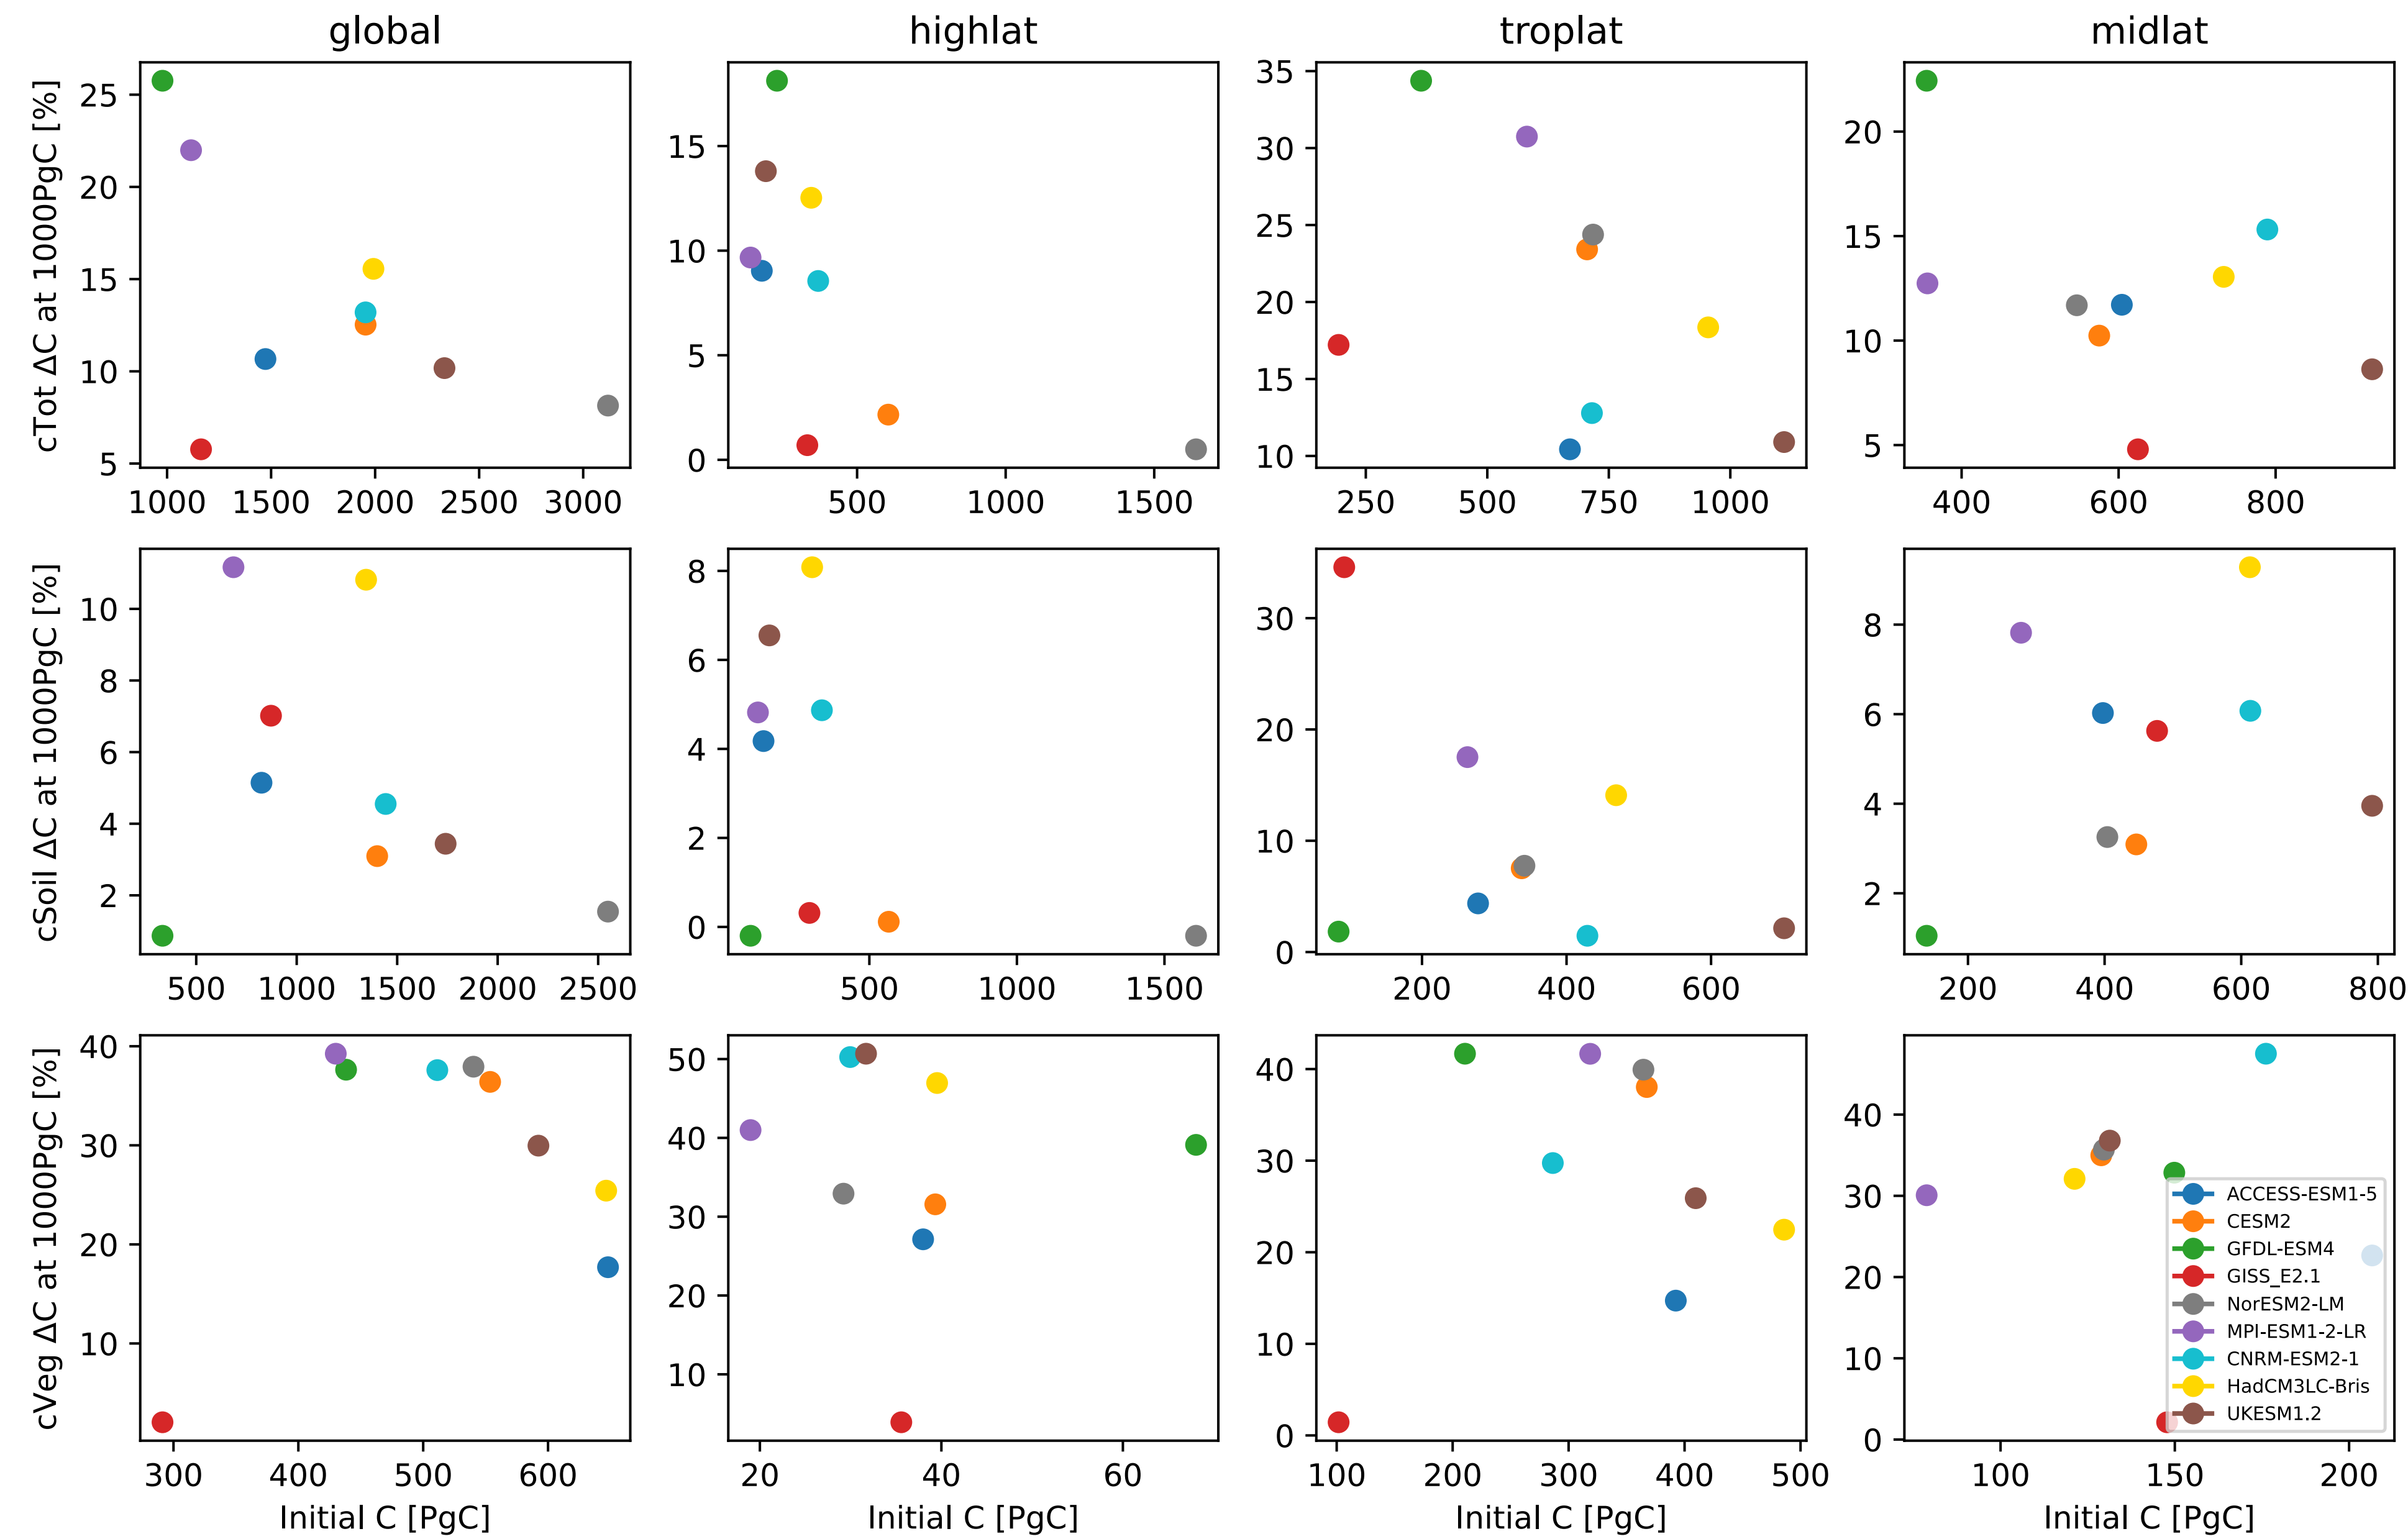 global highlat troplat midlat
cTot ΔC at 1000PgC [%]
25
20
15
10
5
1000 1500 2000 2500 3000
15
10
5
0
500 1000 1500
35
30
25
20
15
10
250 500 750 1000
20
15
10
5
400 600 800
cSoil ΔC at 1000PgC [%]
10
8
6
4
2
500 1000 1500 2000 2500
8
6
4
2
0
500 1000 1500
30
20
10
0
200 400 600
8
6
4
2
200 400 600 800
cVeg ΔC at 1000PgC [%]
40
30
20
10
300 400 500 600
Initial C [PgC]
50
40
30
20
10
20 40 60
Initial C [PgC]
40
30
20
10
0
100 200 300 400 500
Initial C [PgC]
40
30
20
10
0
100 150 200
Initial C [PgC]
ACCESS-ESM1-5
CESM2
GFDL-ESM4
GISS_E2.1
NorESM2-LM
MPI-ESM1-2-LR
CNRM-ESM2-1
HadCM3LC-Bris
UKESM1.2